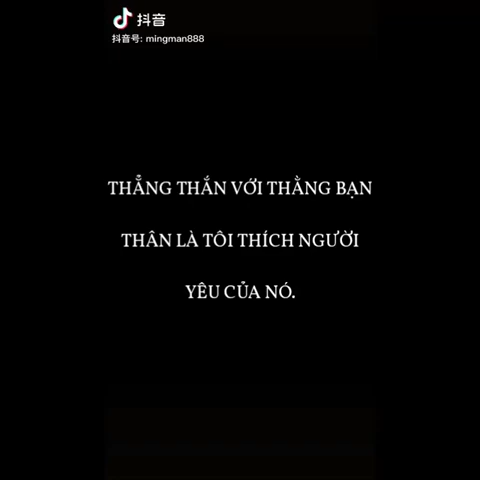 抖音
抖音号: mingman888
THẲNG THẮN VỚI THẰNG BẠN
THÂN LÀ TÔI THÍCH NGƯỜI
YÊU CỦA NÓ.